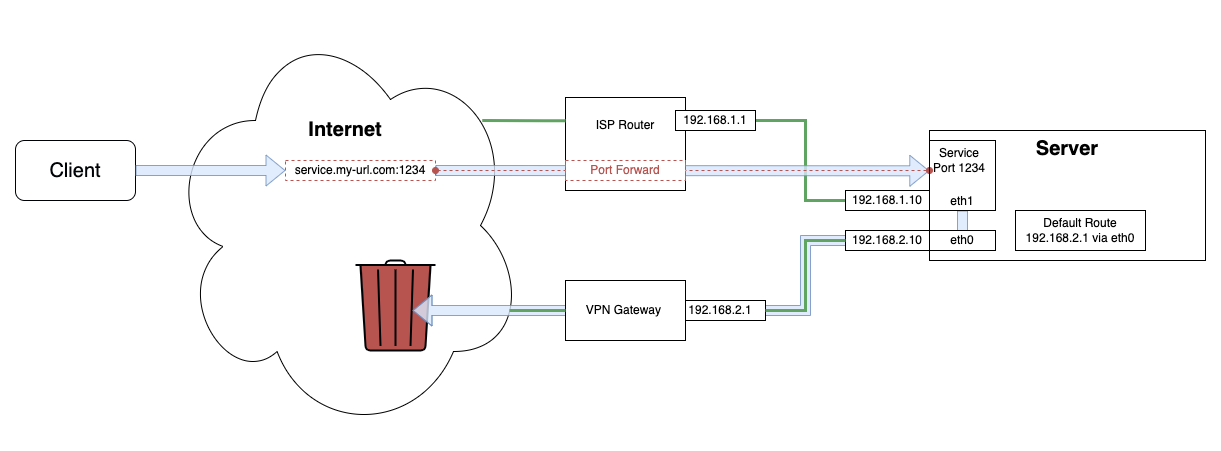 Client
Internet
service.my-url.com:1234
ISP Router
192.168.1.1
Port Forward
Server
Service
Port 1234
192.168.1.10
eth1
192.168.2.10
eth0
Default Route
192.168.2.1 via eth0
VPN Gateway
192.168.2.1